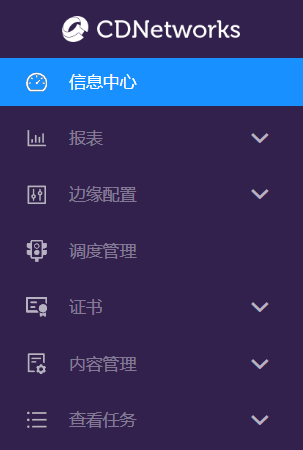 CDNetworks
信息中心
报表
边缘配置
调度管理
证书
内容管理
查看任务